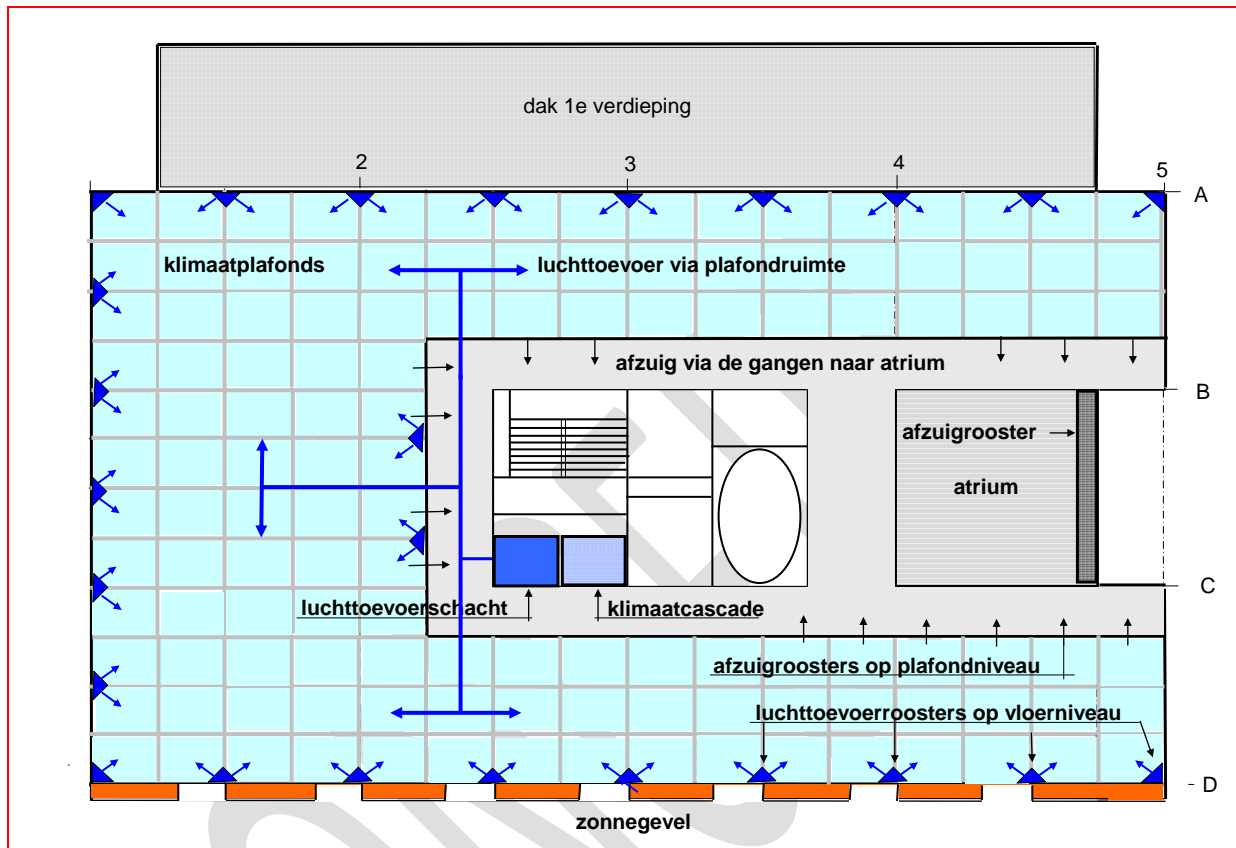 dak 1e verdieping
2
3
4
5
A
klimaatplafonds
luchttoevoer via plafondruimte
afzuig via de gangen naar atrium
B
afzuigrooster
atrium
C
luchttoevoerschacht
klimaatcascade
afzuigroosters op plafondniveau
luchttoevoerroosters op vloerniveau
D
zonnegevel